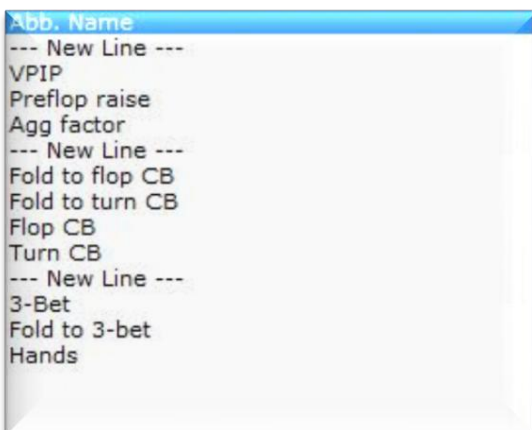 Abb. Name
--- New Line ---
VPIP
Preflop raise
Agg factor
--- New Line ---
Fold to flop CB
Fold to turn CB
Flop CB
Turn CB
--- New Line ---
3-Bet
Fold to 3-bet
Hands